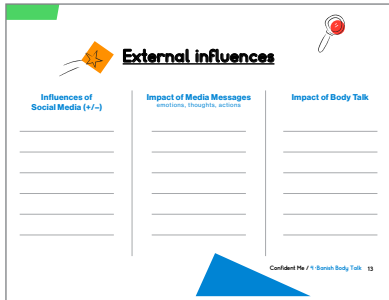 External influences
Influences of
Social Media (+/-)
Impact of Media Messages
emotions, thoughts, actions
Impact of Body Talk
Confident Me / 4-Banish Body Talk 13